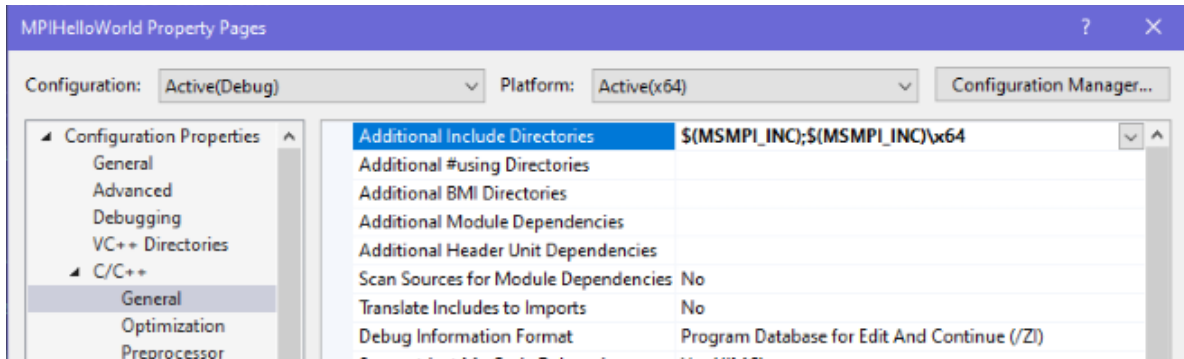 MPIHelloWorld Property Pages ? ×
Configuration: Active(Debug) Platform: Active(x64) Configuration Manager...
Configuration Properties
General
Advanced
Debugging
VC++ Directories
C/C++
General
Optimization
Preprocessor
Additional Include Directories $(MSMPI_INC);$(MSMPI_INC)\x64
Additional #using Directories
Additional BMI Directories
Additional Module Dependencies
Additional Header Unit Dependencies
Scan Sources for Module Dependencies No
Translate Includes to Imports No
Debug Information Format Program Database for Edit And Continue (/ZI)